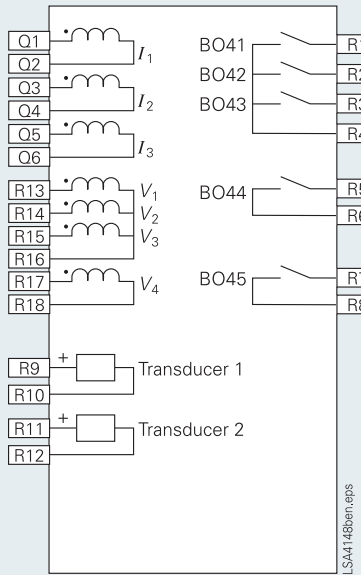 Q1
Q2
I1
Q3
Q4
I2
Q5
Q6
I3
R13
V1
R14
V2
R15
V3
R16
R17
V4
R18
R9
+
Transducer 1
R10
R11
+
Transducer 2
R12
BO41
R1
BO42
R2
BO43
R3
R4
BO44
R5
R6
BO45
R7
R8
LSA4148ben.eps